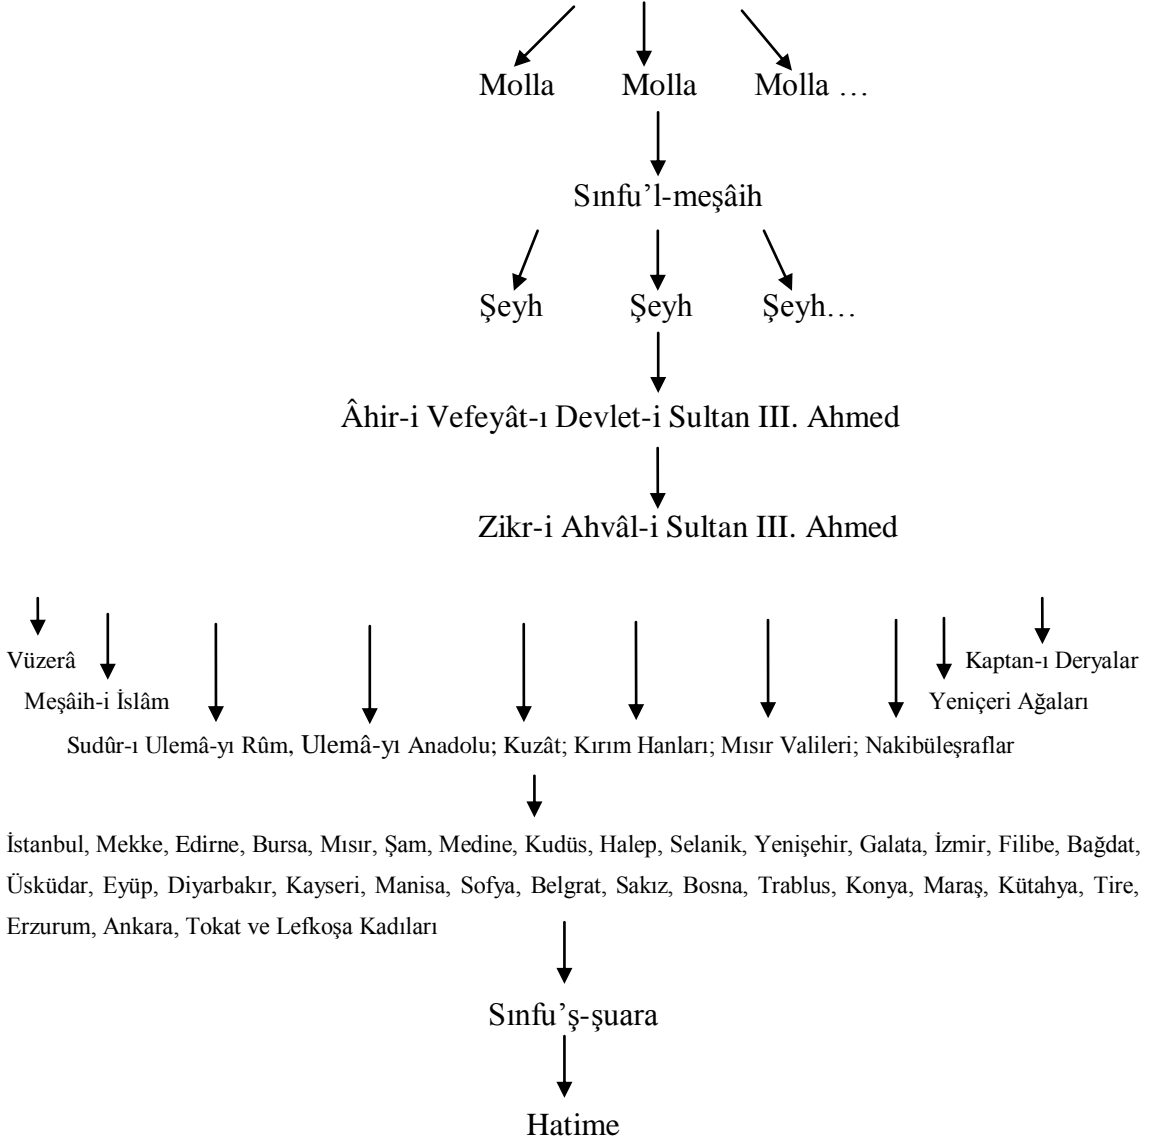 Molla Molla Molla …
Sınfu’l-meşâih
Şeyh Şeyh Şeyh…
Âhir-i Vefeyât-ı Devlet-i Sultan III. Ahmed
Zikr-i Ahvâl-i Sultan III. Ahmed
Vüzerâ Kaptan-ı Deryalar
Meşâih-i İslâm Yeniçeri Ağaları
Sudûr-ı Ulemâ-yı Rûm, Ulemâ-yı Anadolu; Kuzât; Kırım Hanları; Mısır Valileri; Nakibüleşraflar
İstanbul, Mekke, Edirne, Bursa, Mısır, Şam, Medine, Kudüs, Halep, Selanik, Yenişehir, Galata, İzmir, Filibe, Bağdat,
Üsküdar, Eyüp, Diyarbakır, Kayseri, Manisa, Sofya, Belgrat, Sakız, Bosna, Trablus, Konya, Maraş, Kütahya, Tire,
Erzurum, Ankara, Tokat ve Lefkoşa Kadıları
Sınfu’ş-şuara
Hatime